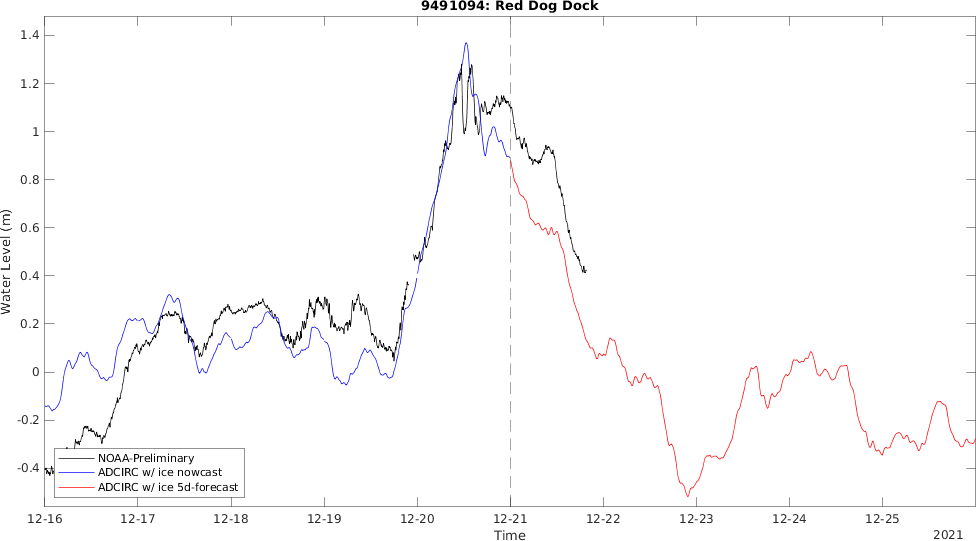 9491094: Red Dog Dock
1.4
1.2
1
0.8
0.6
0.4
0.2
0
-0.2
-0.4
Water Level (m)
NOAA-Preliminary
ADCIRC w/ ice nowcast
ADCIRC w/ ice 5d-forecast
12-16 12-17 12-18 12-19 12-20 12-21 12-22 12-23 12-24 12-25
Time
2021